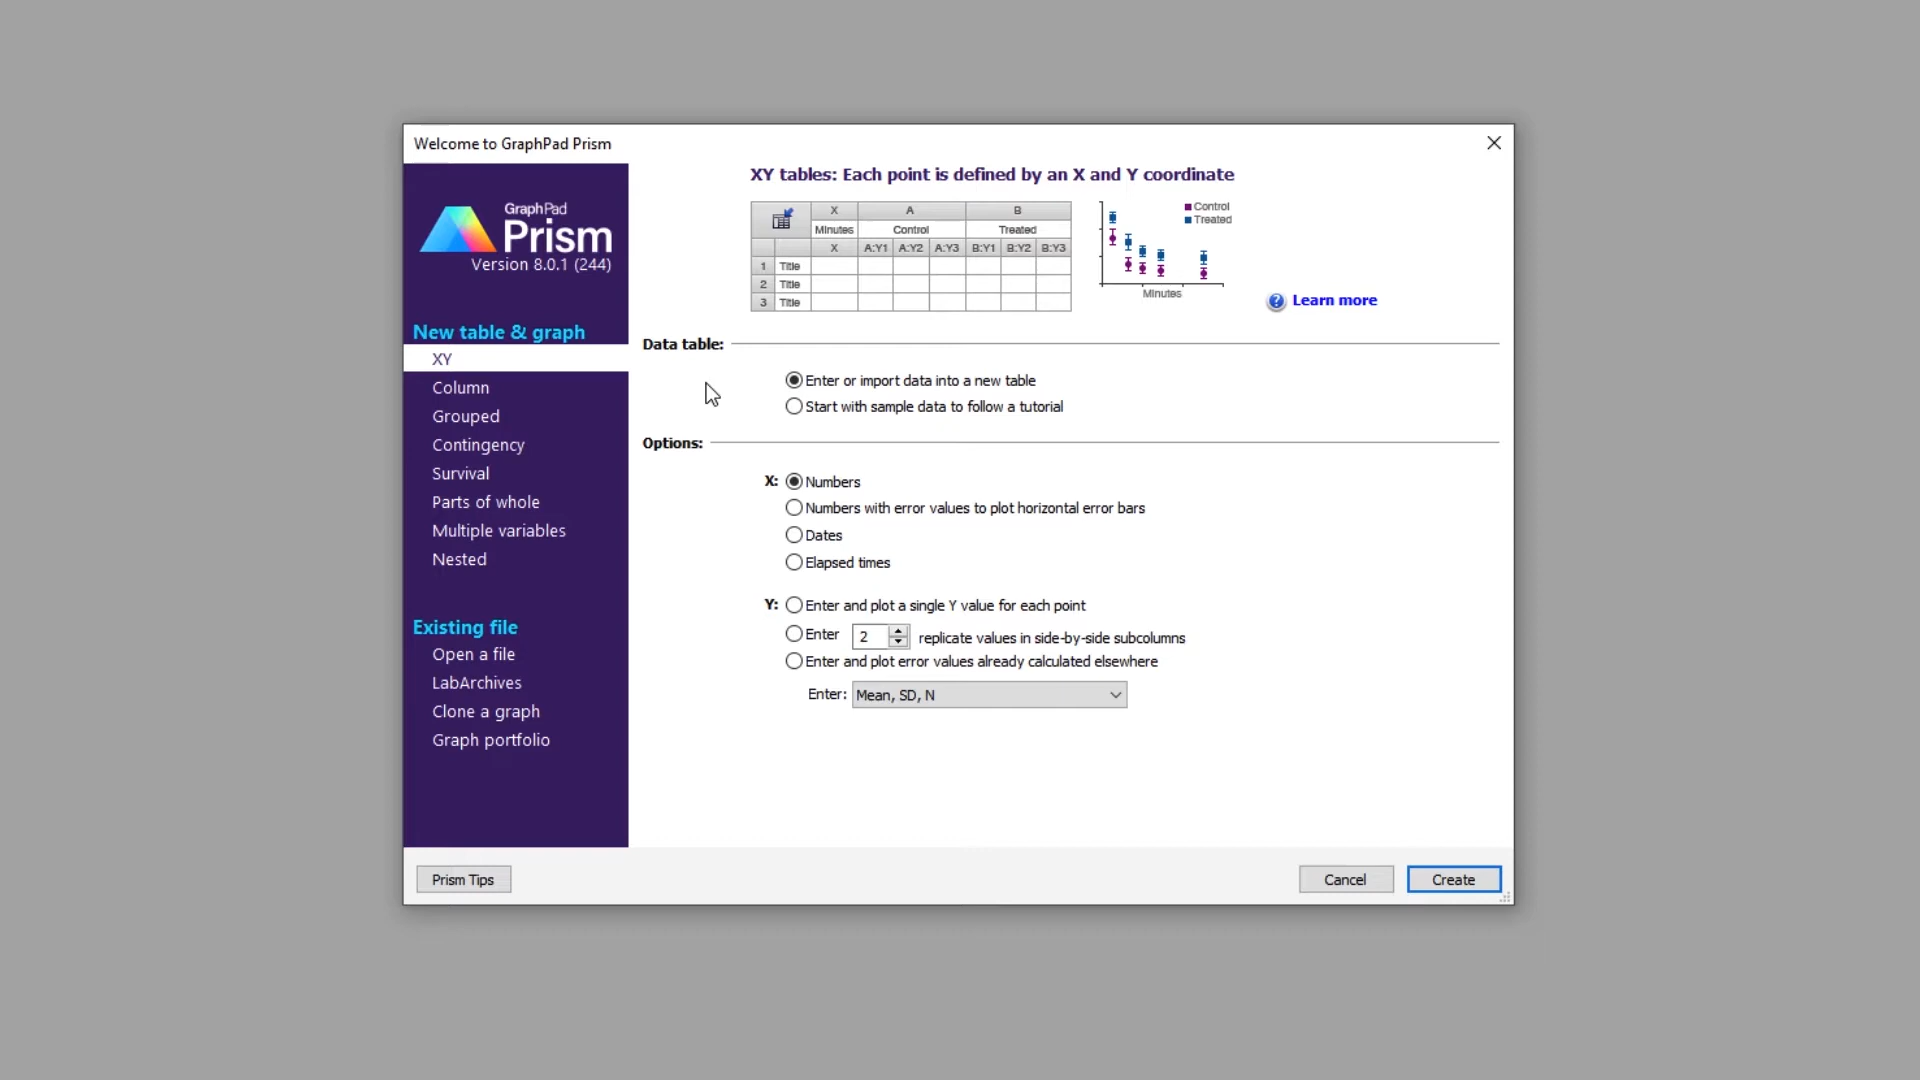 Welcome to GraphPad Prism
GraphPad
Prism
Version 8.0.1 (244)
New table & graph
XY
Column
Grouped
Contingency
Survival
Parts of whole
Multiple variables
Nested
Existing file
Open a file
LabArchives
Clone a graph
Graph portfolio
XY tables: Each point is defined by an X and Y coordinate
X A B
Minutes Control Treated
X A:Y1 A:Y2 A:Y3 B:Y1 B:Y2 B:Y3
1 Title
2 Title
3 Title
Control
Treated
Minutes
? Learn more
Data table:
Enter or import data into a new table
Start with sample data to follow a tutorial
Options:
X: Numbers
Numbers with error values to plot horizontal error bars
Dates
Elapsed times
Y: Enter and plot a single Y value for each point
Enter 2 replicate values in side-by-side subcolumns
Enter and plot error values already calculated elsewhere
Enter: Mean, SD, N
Prism Tips
Cancel
Create